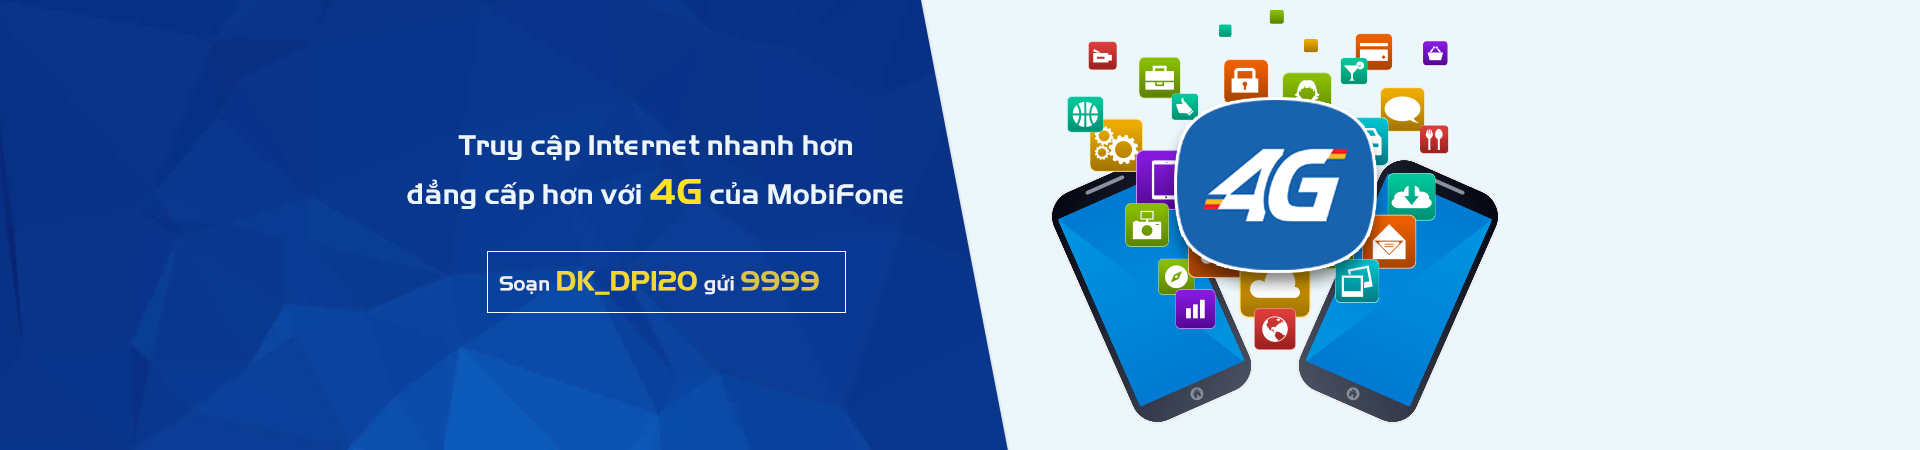 Truy cập Internet nhanh hơn
đẳng cấp hơn với 4G của MobiFone
Soạn DK_DP120 gửi 9999
4G